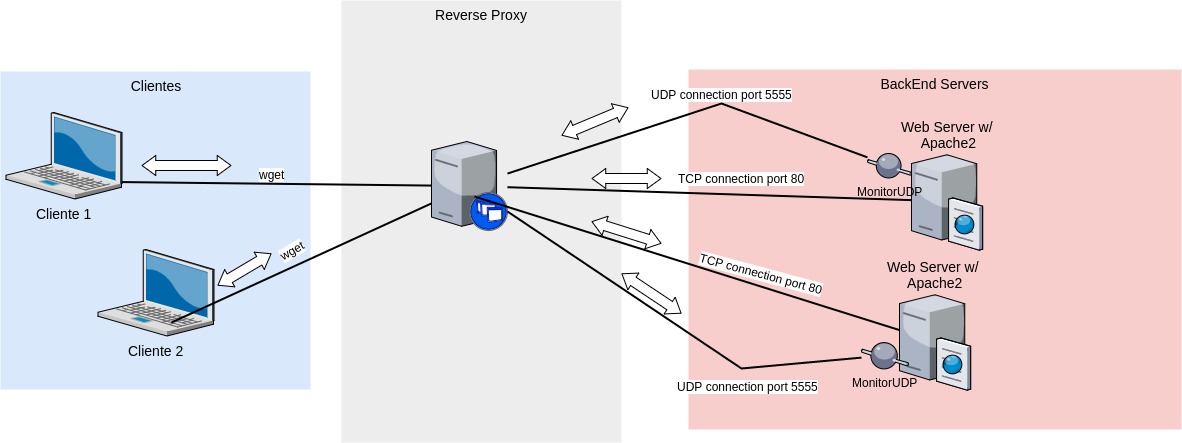 Reverse Proxy
Clientes
BackEnd Servers
UDP connection port 5555
Web Server w/
Apache2
wget
TCP connection port 80
MonitorUDP
Cliente 1
wget
TCP connection port 80
Web Server w/
Apache2
Cliente 2
MonitorUDP
UDP connection port 5555